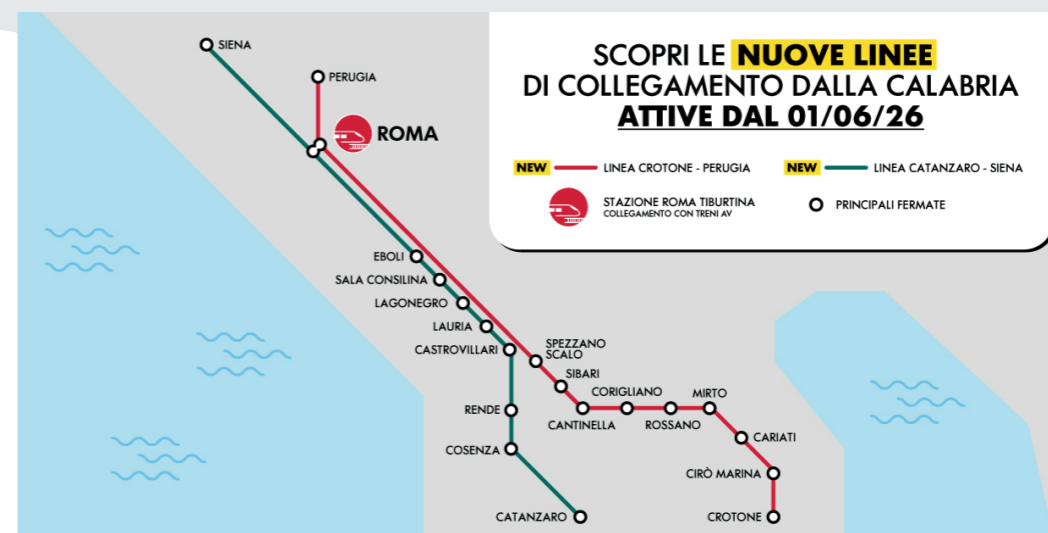 SCOPRI LE NUOVE LINEE
DI COLLEGAMENTO DALLA CALABRIA
ATTIVE DAL 01/06/26
NEW LINEA CROTONE - PERUGIA
NEW LINEA CATANZARO - SIENA
STAZIONE ROMA TIBURTINA
COLLEGAMENTO CON TRENI AV
PRINCIPALI FERMATE
SIENA
PERUGIA
ROMA
EBOLI
SALA CONSILINA
LAGONEGRO
LAURIA
CASTROVILLARI
SPEZZANO
SCALO
SIBARI
CORIGLIANO
MIRTO
CANTINELLA
ROSSANO
RENDE
CARIATI
COSENZA
CIRÒ MARINA
CATANZARO
CROTONE